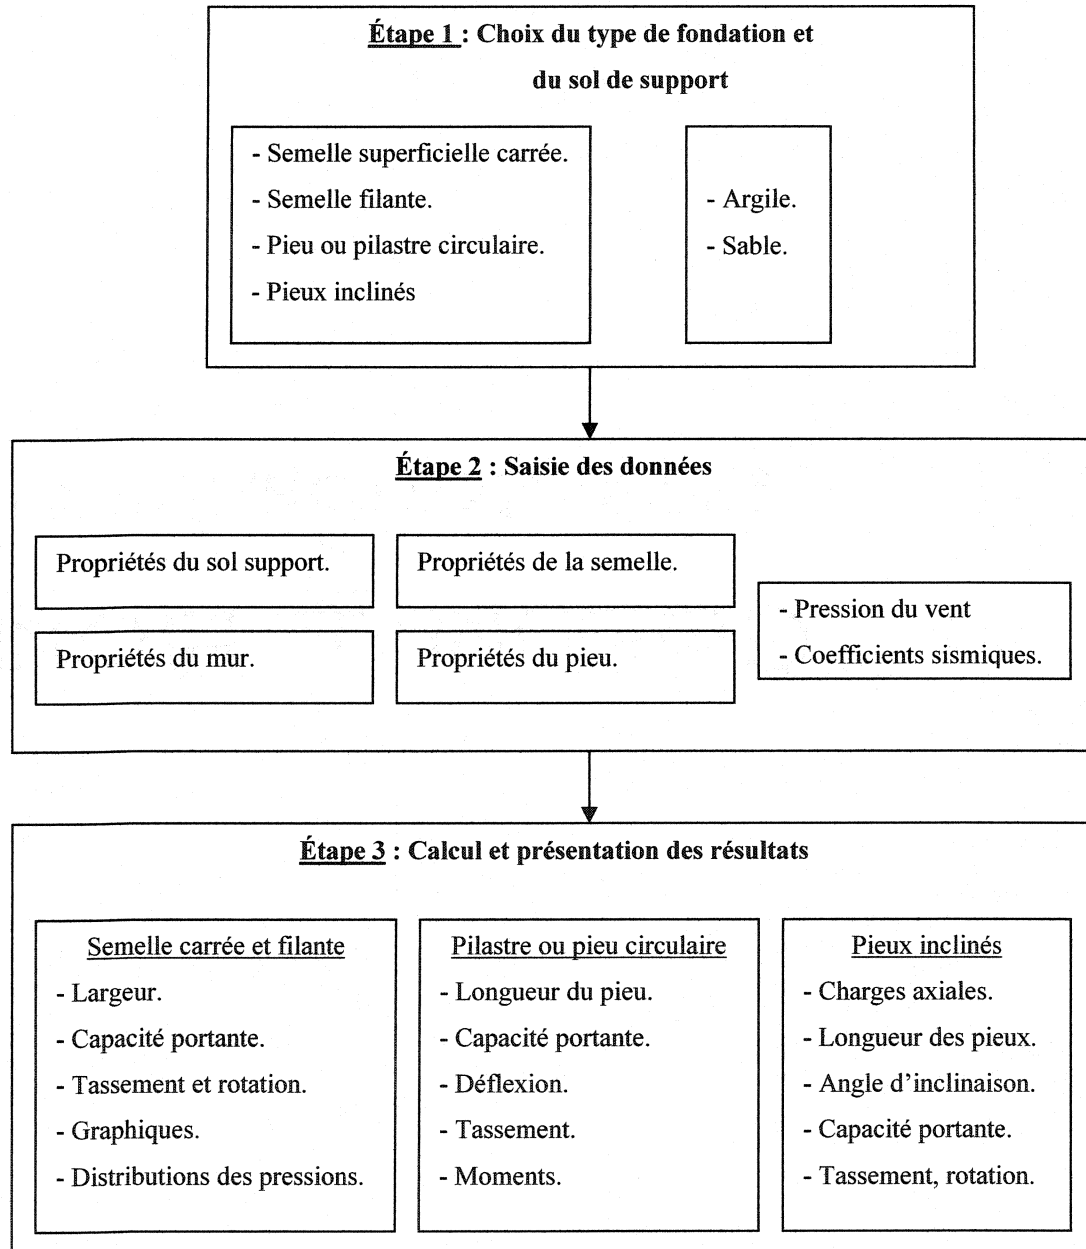 Étape 1 : Choix du type de fondation et
du sol de support
- Semelle superficielle carrée.
- Semelle filante.
- Pieu ou pilastre circulaire.
- Pieux inclinés
- Argile.
- Sable.
Étape 2 : Saisie des données
Propriétés du sol support.
Propriétés de la semelle.
Propriétés du mur.
Propriétés du pieu.
- Pression du vent
- Coefficients sismiques.
Étape 3 : Calcul et présentation des résultats
Semelle carrée et filante
- Largeur.
- Capacité portante.
- Tassement et rotation.
- Graphiques.
- Distributions des pressions.
Pilastre ou pieu circulaire
- Longueur du pieu.
- Capacité portante.
- Déflexion.
- Tassement.
- Moments.
Pieux inclinés
- Charges axiales.
- Longueur des pieux.
- Angle d'inclinaison.
- Capacité portante.
- Tassement, rotation.